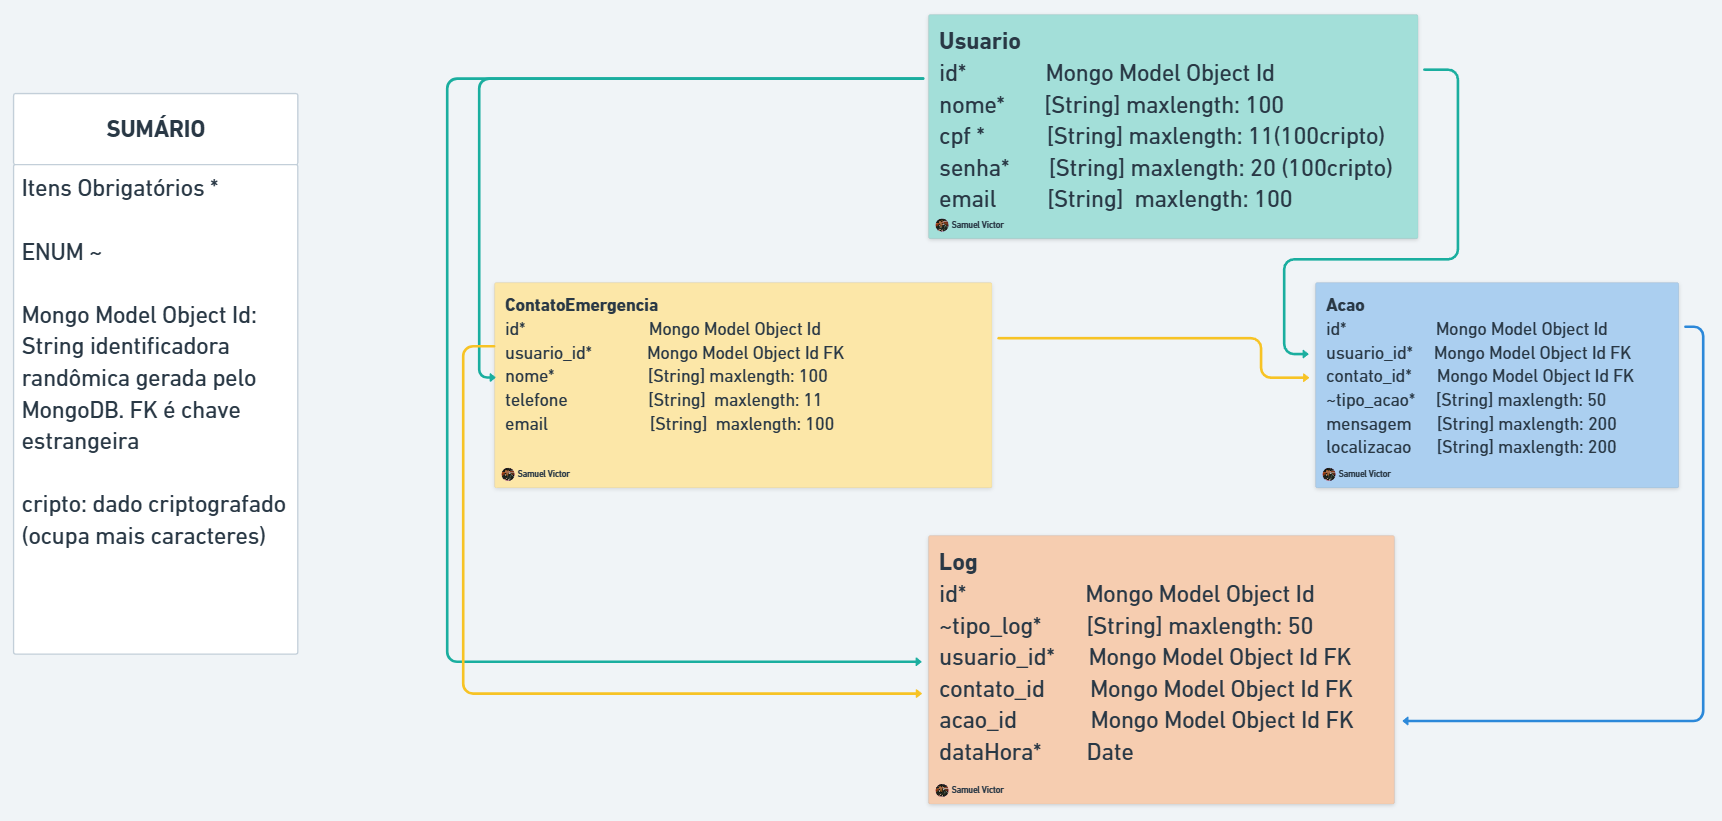 SUMÁRIO
Itens Obrigatórios *
ENUM ~
Mongo Model Object Id:
String identificadora
randômica gerada pelo
MongoDB. FK é chave
estrangeira
cripto: dado criptografado
(ocupa mais caracteres)
Usuario
id* Mongo Model Object Id
nome* [String] maxlength: 100
cpf * [String] maxlength: 11(100cripto)
senha* [String] maxlength: 20 (100cripto)
email [String] maxlength: 100
Samuel Victor
ContatoEmergencia
id* Mongo Model Object Id
usuario_id* Mongo Model Object Id FK
nome* [String] maxlength: 100
telefone [String] maxlength: 11
email [String] maxlength: 100
Samuel Victor
Acao
id* Mongo Model Object Id
usuario_id* Mongo Model Object Id FK
contato_id* Mongo Model Object Id FK
~tipo_acao* [String] maxlength: 50
mensagem [String] maxlength: 200
localizacao [String] maxlength: 200
Samuel Victor
Log
id* Mongo Model Object Id
~tipo_log* [String] maxlength: 50
usuario_id* Mongo Model Object Id FK
contato_id Mongo Model Object Id FK
acao_id Mongo Model Object Id FK
dataHora* Date
Samuel Victor